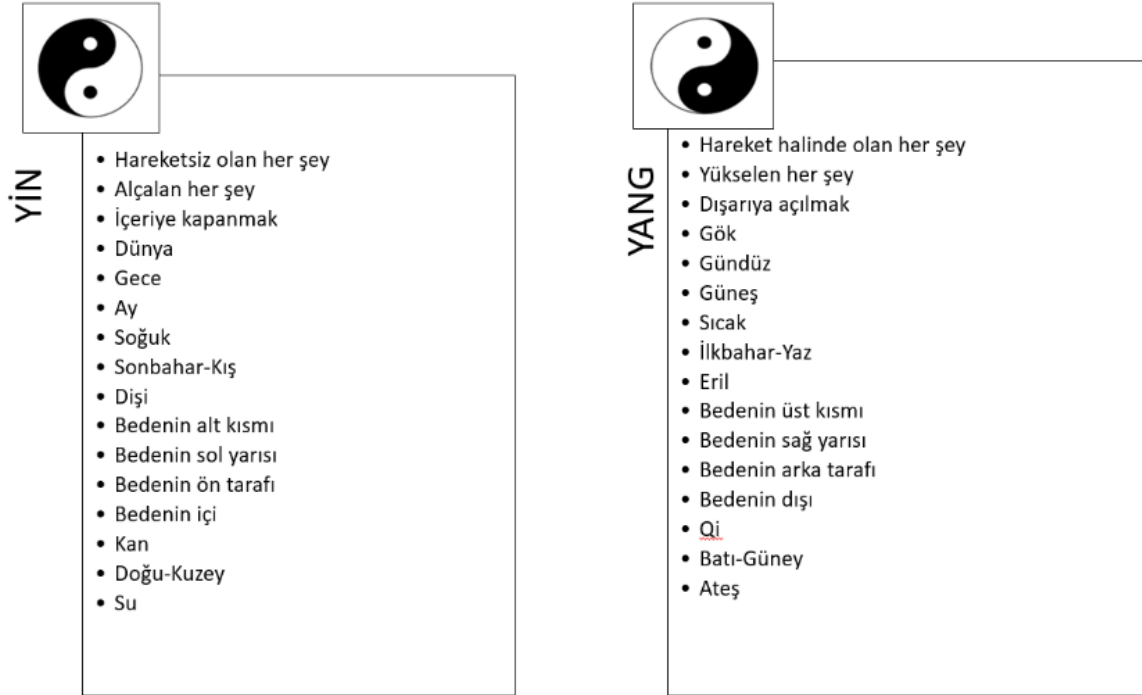 YİN
• Hareketsiz olan her şey
• Alçalan her şey
• İçeriye kapanmak
• Dünya
• Gece
• Ay
• Soğuk
• Sonbahar-Kış
• Dişi
• Bedenin alt kısmı
• Bedenin sol yarısı
• Bedenin ön tarafı
• Bedenin içi
• Kan
• Doğu-Kuzey
• Su
YANG
• Hareket halinde olan her şey
• Yükselen her şey
• Dışarıya açılmak
• Gök
• Gündüz
• Güneş
• Sıcak
• İlkbahar-Yaz
• Eril
• Bedenin üst kısmı
• Bedenin sağ yarısı
• Bedenin arka tarafı
• Bedenin dışı
• Qi
• Batı-Güney
• Ateş